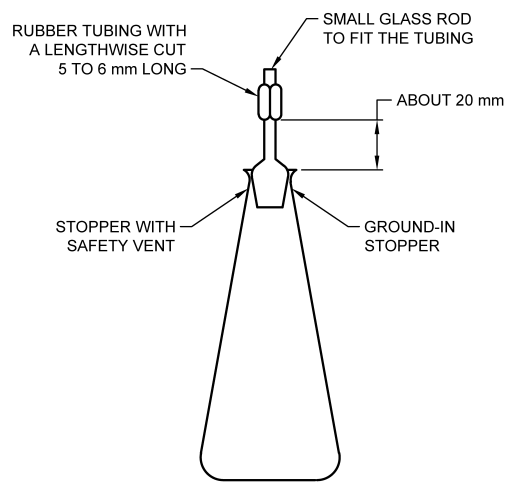 RUBBER TUBING WITH
A LENGTHWISE CUT
5 TO 6 mm LONG
SMALL GLASS ROD
TO FIT THE TUBING
ABOUT 20 mm
STOPPER WITH
SAFETY VENT
GROUND-IN
STOPPER